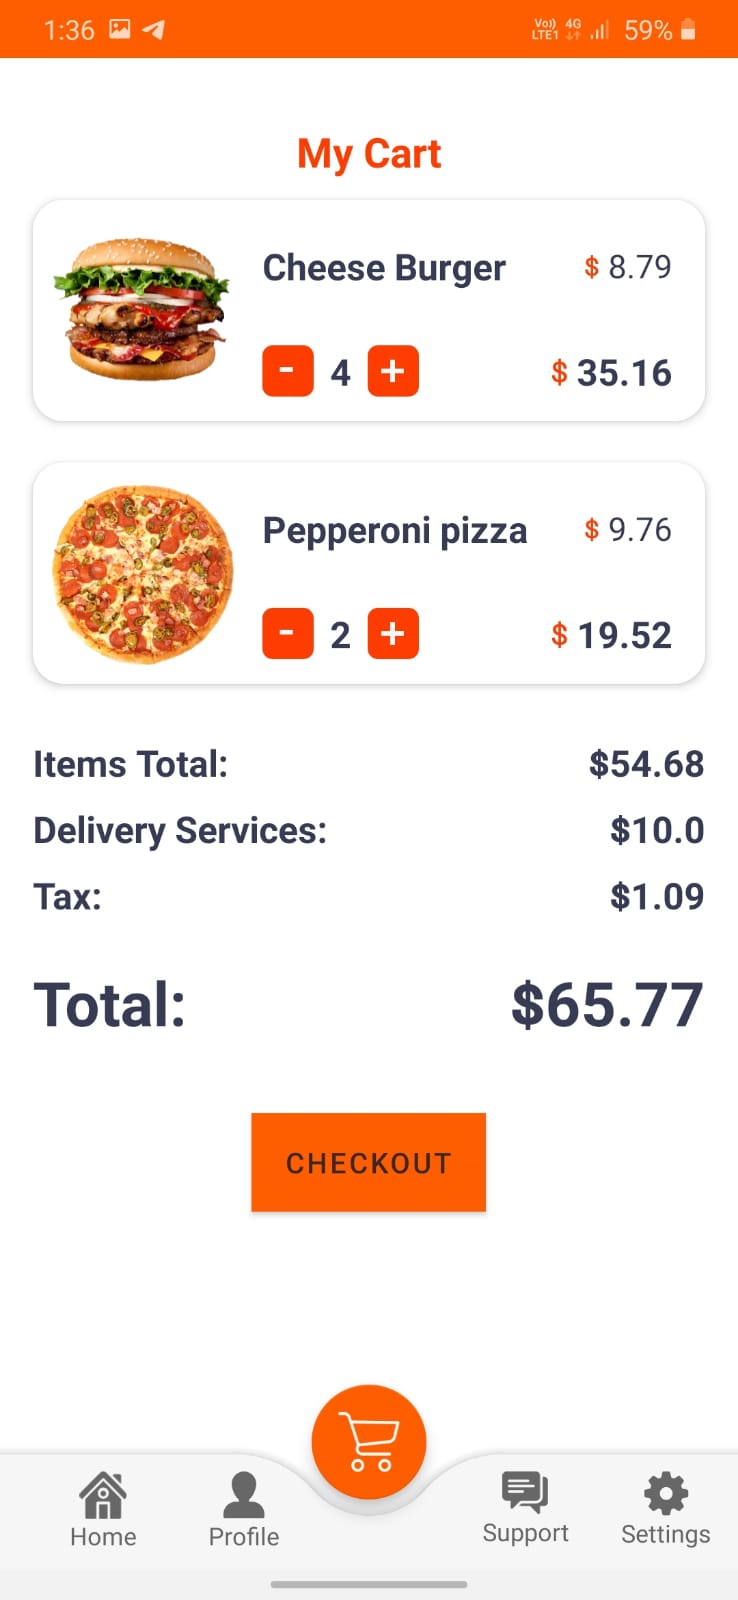 1:36 Vo)) LTE1 4G 59%
My Cart
Cheese Burger $ 8.79
- 4 + $ 35.16
Pepperoni pizza $ 9.76
- 2 + $ 19.52
Items Total: $54.68
Delivery Services: $10.0
Tax: $1.09
Total: $65.77
CHECKOUT
Home Profile Support Settings